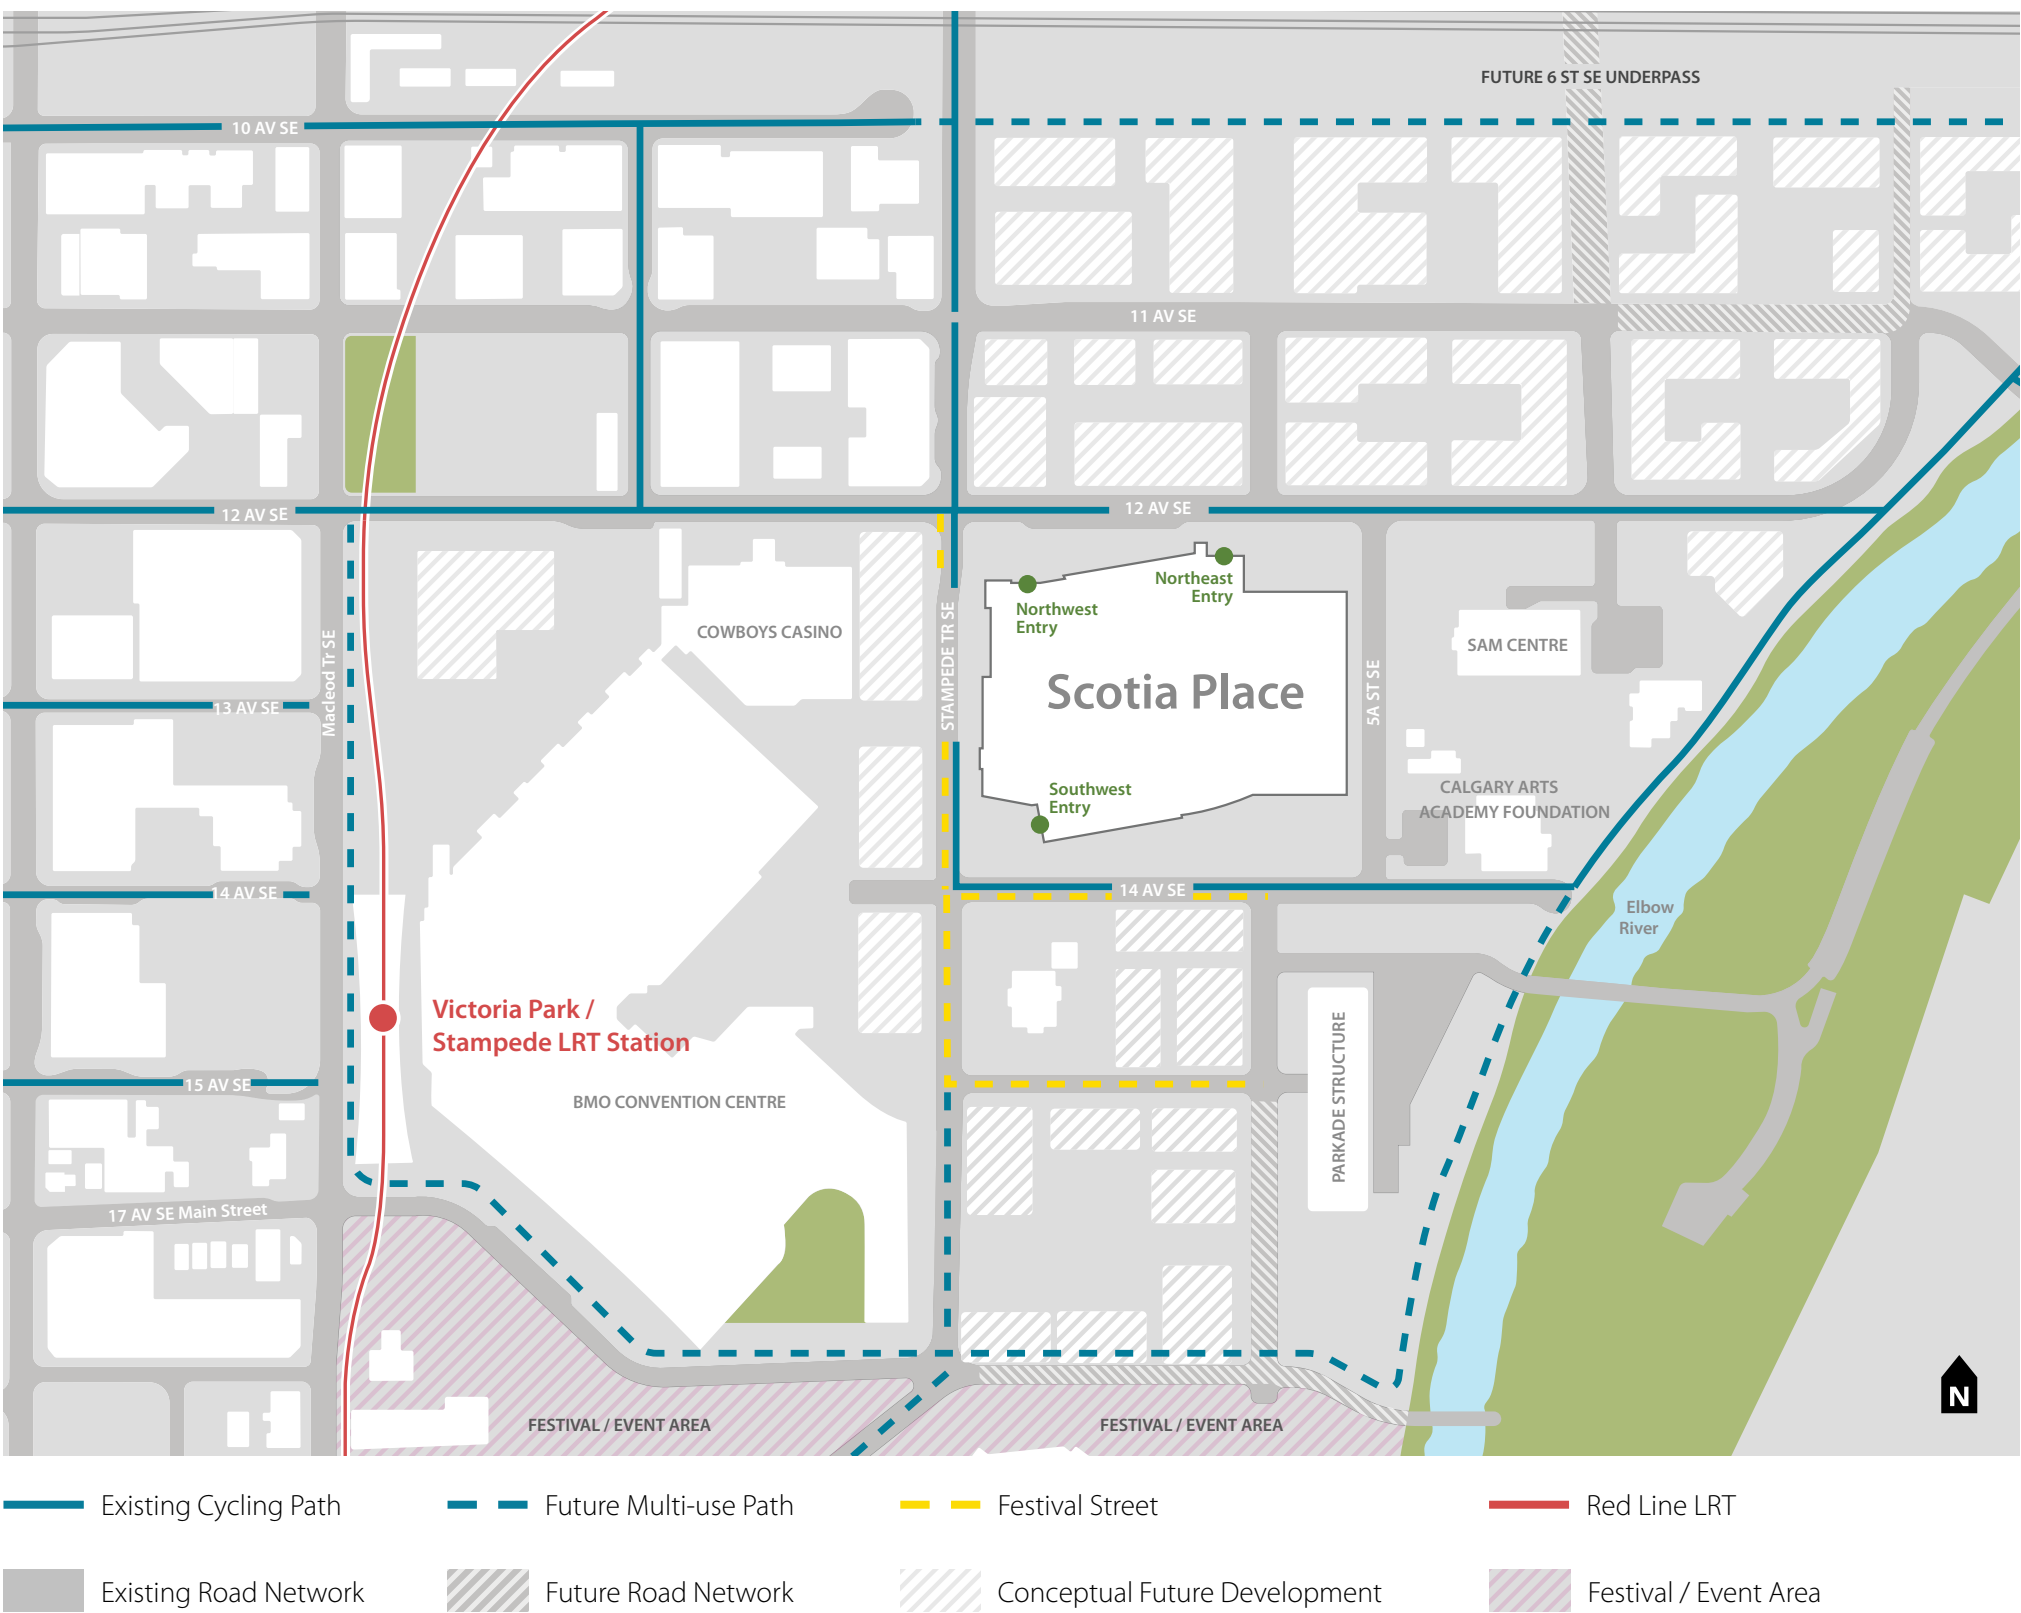 FUTURE 6 ST SE UNDERPASS
10 AV SE
11 AV SE
12 AV SE
12 AV SE
Northeast
Entry
Northwest
Entry
COWBOYS CASINO
STAMPEDE TR SE
SAM CENTRE
Macleod Tr SE
Scotia Place
5A ST SE
13 AV SE
Southwest
Entry
CALGARY ARTS
ACADEMY FOUNDATION
14 AV SE
14 AV SE
Elbow
River
Victoria Park /
Stampede LRT Station
PARKADE STRUCTURE
15 AV SE
BMO CONVENTION CENTRE
17 AV SE Main Street
N
FESTIVAL / EVENT AREA
FESTIVAL / EVENT AREA
Existing Cycling Path
Future Multi-use Path
Festival Street
Red Line LRT
Existing Road Network
Future Road Network
Conceptual Future Development
Festival / Event Area